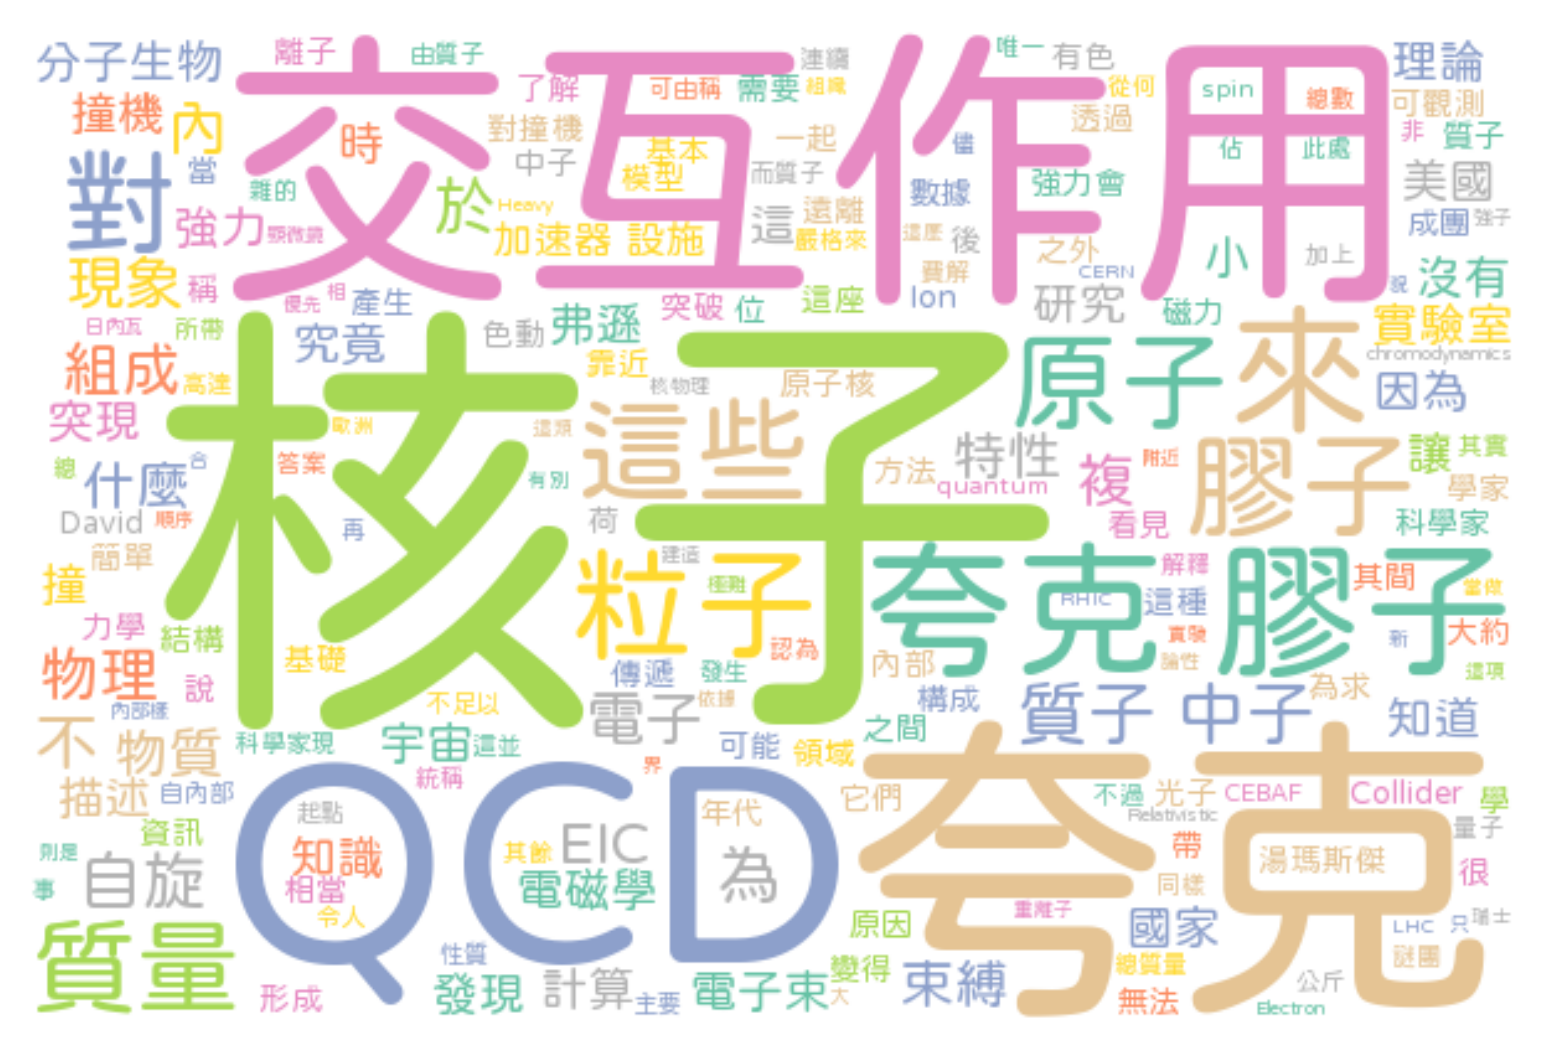 分子生物
離子
由質子
連續
唯一
有色
理論
撞機
內
時
了解
可由稱
需要
組織
從何
spin
總數
可觀測
交互作用
對撞機
基本
一起
透過
非
質子
對
當
中子
模型
而質子
儘
佔
此處
雜的
於
數據
強力會
美國
強力
顯微鏡
Heavy
加速器
設施
這
遠離
嚴格來
這座
後
之外
小
加上
成團
強子
現象
稱
優先
相
產生
費解
CERN
說
沒有
突破
位
這座
Ion
研究
磁力
日內瓦
所帶
究竟
色動
弗遜
實驗室
組成
高達
靠近
核物理
原子核
原子
來
chromodynamics
因為
突現
歐洲
這類
這些
核子
特性
膠子
讓
其實
總
什麼
合
答案
有別
方法
quantum
複
附近
學家
David
順序
再
荷
看見
科學家
簡單
撞
建造
極難
粒子
夸克
膠子
解釋
其間
當做
RHIC
這種
力學
結構
基礎
認為
實驗
新
大約
物理
說
傳遞
發生
內部
論性
這項
內部樣
不足以
電子
依據
構成
質子
中子
為求
知道
不
物質
科學家現
宇宙
這並
可能
領域
之間
統稱
界
描述
自內部
它們
夸克
不過
光子
CEBAF
Collider
學
QCD
起點
年代
Relativistic
量子
資訊
知識
其餘
EIC
為
帶
湯瑪斯傑
則是
自旋
相當
電磁學
同樣
很
事
令人
重離子
質量
原因
國家
LHC
只
瑞士
性質
變得
總質量
謎團
形成
發現
計算
主要
電子束
大
束縛
無法
公斤
Electron